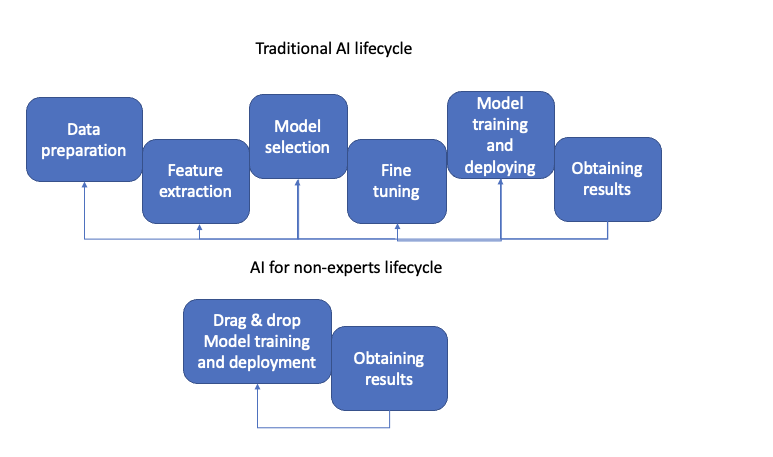 Traditional AI lifecycle
Data
preparation
Feature
extraction
Model
selection
Fine
tuning
Model
training
and
deploying
Obtaining
results
AI for non-experts lifecycle
Drag & drop
Model training
and deployment
Obtaining
results